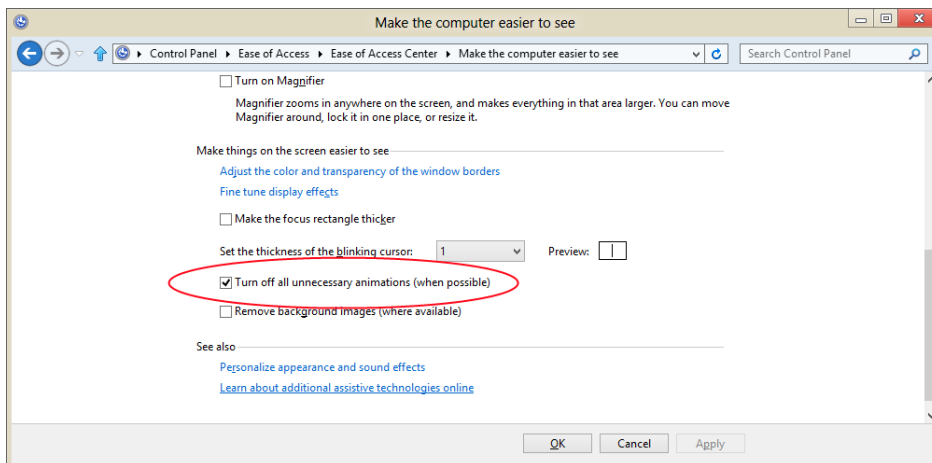 Make the computer easier to see
Control Panel Ease of Access Ease of Access Center Make the computer easier to see
Search Control Panel
Turn on Magnifier
Magnifier zooms in anywhere on the screen, and makes everything in that area larger. You can move
Magnifier around, lock it in one place, or resize it.
Make things on the screen easier to see
Adjust the color and transparency of the window borders
Fine tune display effects
Make the focus rectangle thicker
Set the thickness of the blinking cursor: 1 Preview:
Turn off all unnecessary animations (when possible)
Remove background images (where available)
See also
Personalize appearance and sound effects
Learn about additional assistive technologies online
OK Cancel Apply